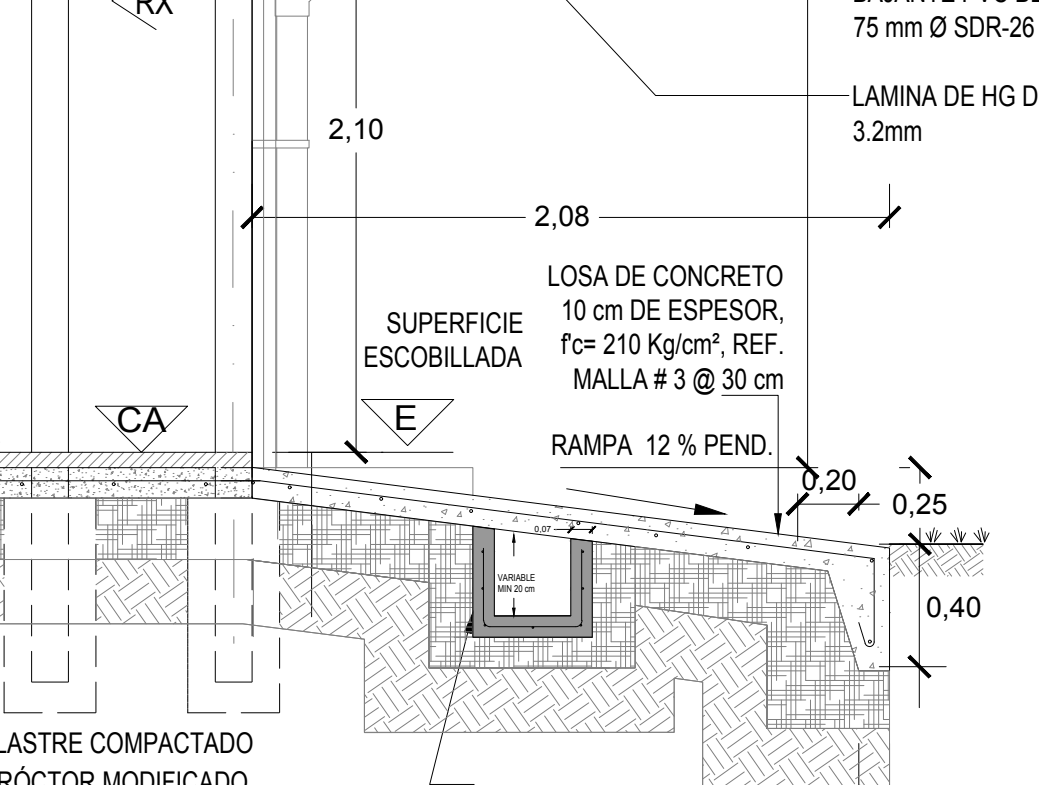 RX
75 mm Ø SDR-26
LAMINA DE HG D
3.2mm
2,10
2,08
LOSA DE CONCRETO
10 cm DE ESPESOR,
f'c= 210 Kg/cm², REF.
MALLA # 3 @ 30 cm
SUPERFICIE
ESCOBILLADA
CA
E
RAMPA 12 % PEND.
0,20
0,25
0,07
VARIABLE
MIN 20 cm
0,40
LASTRE COMPACTADO
RÓCTOR MODIFICADO